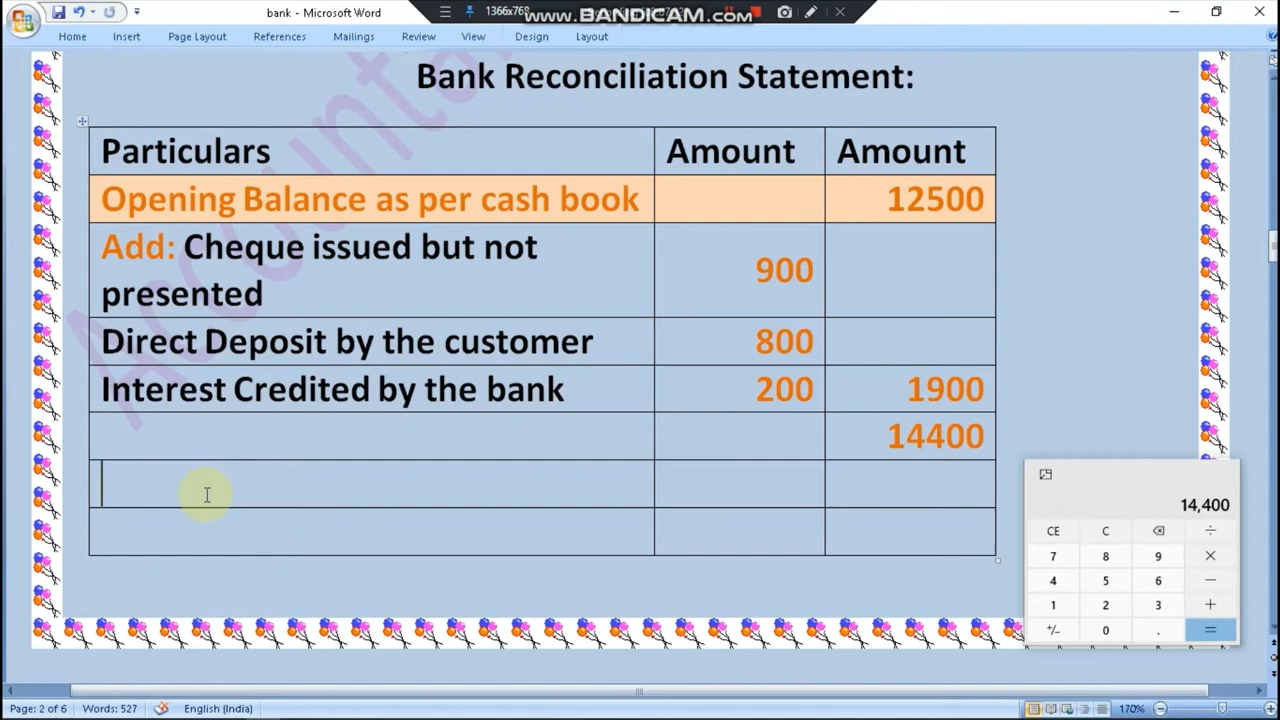 bank - Microsoft Word
1366x768
www.BANDICAM.com
Home Insert Page Layout References Mailings Review View Design Layout
Bank Reconciliation Statement:
Particulars Amount Amount
Opening Balance as per cash book 12500
Add: Cheque issued but not
presented 900
Direct Deposit by the customer 800
Interest Credited by the bank 200 1900
14400
14,400
CE C ⌫ ÷
7 8 9 ×
4 5 6 −
1 2 3 +
+/- 0 . =
Page: 2 of 6 Words: 527 English (India) 170%